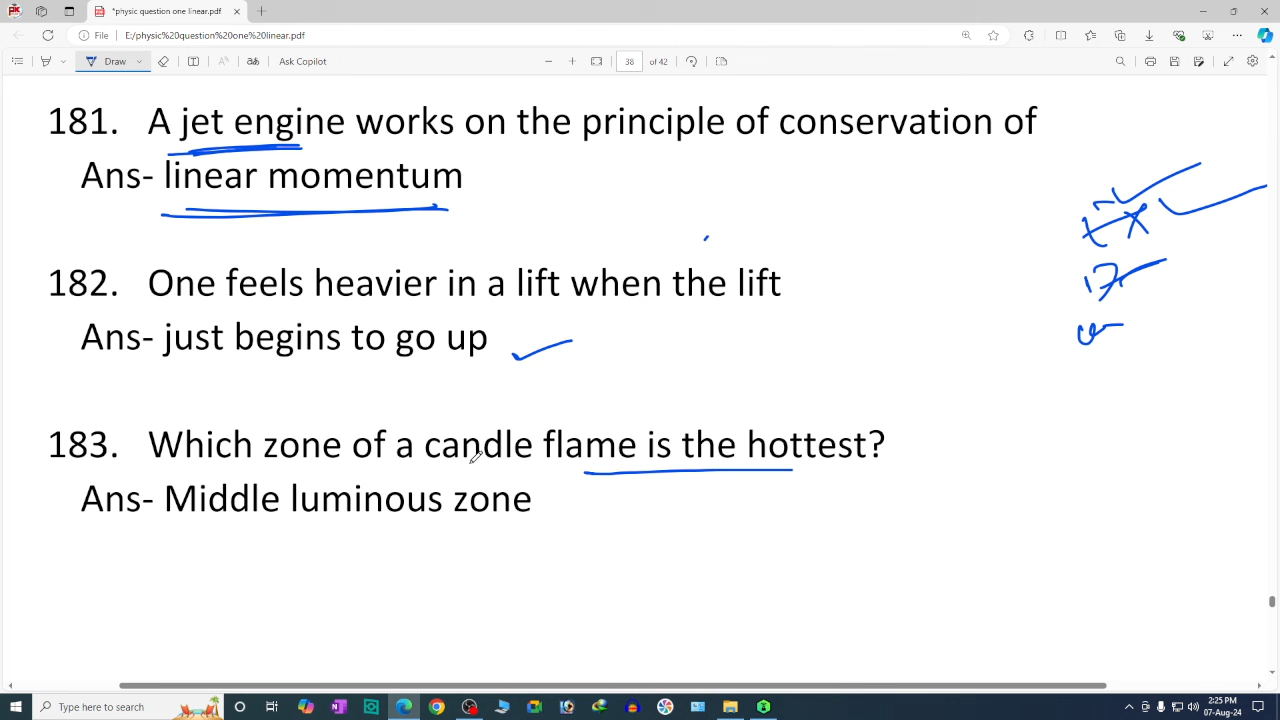 *physic question one linear.pdf
File E:/physic%20question%20one%20linear.pdf
Draw Ask Copilot 38 of 42
181. A jet engine works on the principle of conservation of
Ans- linear momentum
182. One feels heavier in a lift when the lift
Ans- just begins to go up
17
183. Which zone of a candle flame is the hottest?
Ans- Middle luminous zone
Type here to search
2:25 PM
07-Aug-24